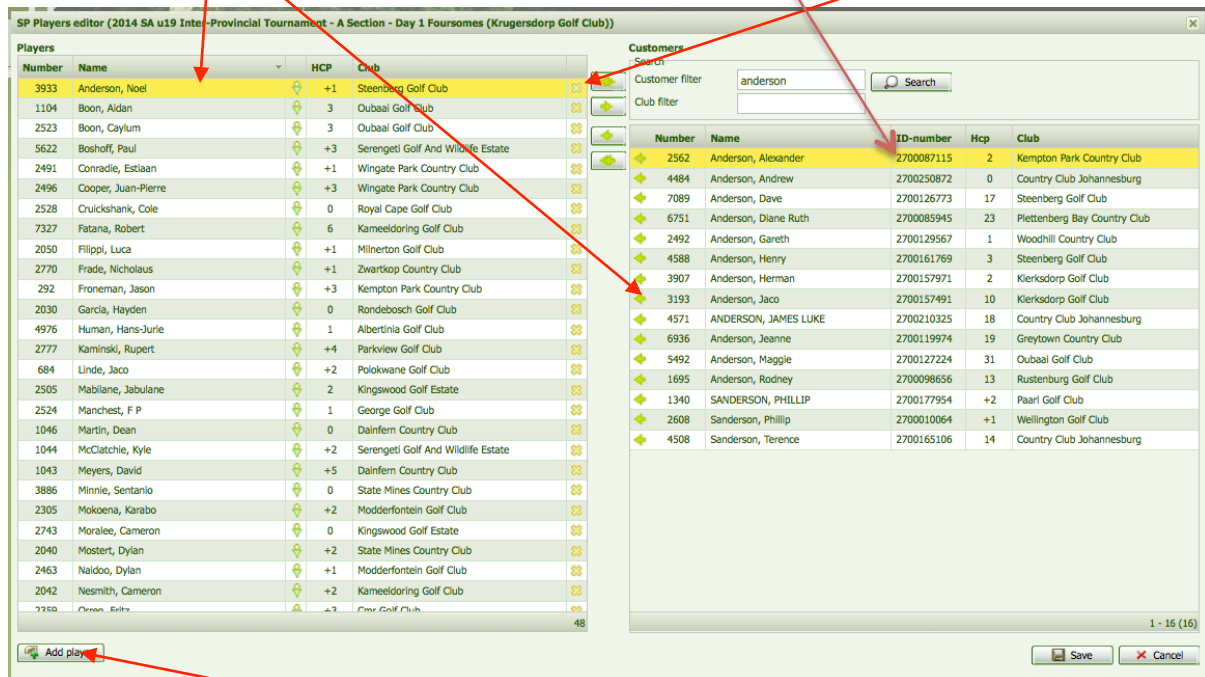 SP Players editor (2014 SA u19 Inter-Provincial Tournament - A Section - Day 1 Foursomes (Krugersdorp Golf Club))
Players
Number Name HCP Club
3933 Anderson, Noel +1 Steenberg Golf Club
1104 Boon, Aidan 3 Oubaai Golf Club
2523 Boon, Caylum 3 Oubaai Golf Club
5622 Boshoff, Paul +3 Serengeti Golf And Wildlife Estate
2491 Conradie, Estiaan +1 Wingate Park Country Club
2496 Cooper, Juan-Pierre +3 Wingate Park Country Club
2528 Cruickshank, Cole 0 Royal Cape Golf Club
7327 Fatana, Robert 6 Kameeldoring Golf Club
2050 Filippi, Luca +1 Milnerton Golf Club
2770 Frade, Nicholaus +1 Zwartkop Country Club
292 Froneman, Jason +3 Kempton Park Country Club
2030 Garcia, Hayden 0 Rondebosch Golf Club
4976 Human, Hans-Jurie 1 Albertinia Golf Club
2777 Kaminski, Rupert +4 Parkview Golf Club
684 Linde, Jaco +2 Polokwane Golf Club
2505 Mabilane, Jabulane 2 Kingswood Golf Estate
2524 Manchest, F P 1 George Golf Club
1046 Martin, Dean 0 Dainfern Country Club
1044 McClatchie, Kyle +2 Serengeti Golf And Wildlife Estate
1043 Meyers, David +5 Dainfern Country Club
3886 Minnie, Sentanio 0 State Mines Country Club
2305 Mokoena, Karabo +2 Modderfontein Golf Club
2743 Moralee, Cameron 0 Kingswood Golf Estate
2040 Mostert, Dylan +2 State Mines Country Club
2463 Naidoo, Dylan +1 Modderfontein Golf Club
2042 Nesmith, Cameron +2 Kameeldoring Golf Club
2359 Orren, Fritz +3 Cmr Golf Club
48
Add player
Customers
Search
Customer filter anderson Search
Club filter
Number Name ID-number Hcp Club
2562 Anderson, Alexander 2700087115 2 Kempton Park Country Club
4484 Anderson, Andrew 2700250872 0 Country Club Johannesburg
7089 Anderson, Dave 2700126773 17 Steenberg Golf Club
6751 Anderson, Diane Ruth 2700085945 23 Plettenberg Bay Country Club
2492 Anderson, Gareth 2700129567 1 Woodhill Country Club
4588 Anderson, Henry 2700161769 3 Steenberg Golf Club
3907 Anderson, Herman 2700157971 2 Klerksdorp Golf Club
3193 Anderson, Jaco 2700157491 10 Klerksdorp Golf Club
4571 ANDERSON, JAMES LUKE 2700210325 18 Country Club Johannesburg
6936 Anderson, Jeanne 2700119974 19 Greytown Country Club
5492 Anderson, Maggie 2700127224 31 Oubaai Golf Club
1695 Anderson, Rodney 2700098656 13 Rustenburg Golf Club
1340 SANDERSON, PHILLIP 2700177954 +2 Paarl Golf Club
2608 Sanderson, Phillip 2700010064 +1 Wellington Golf Club
4508 Sanderson, Terence 2700165106 14 Country Club Johannesburg
1 - 16 (16)
Save Cancel